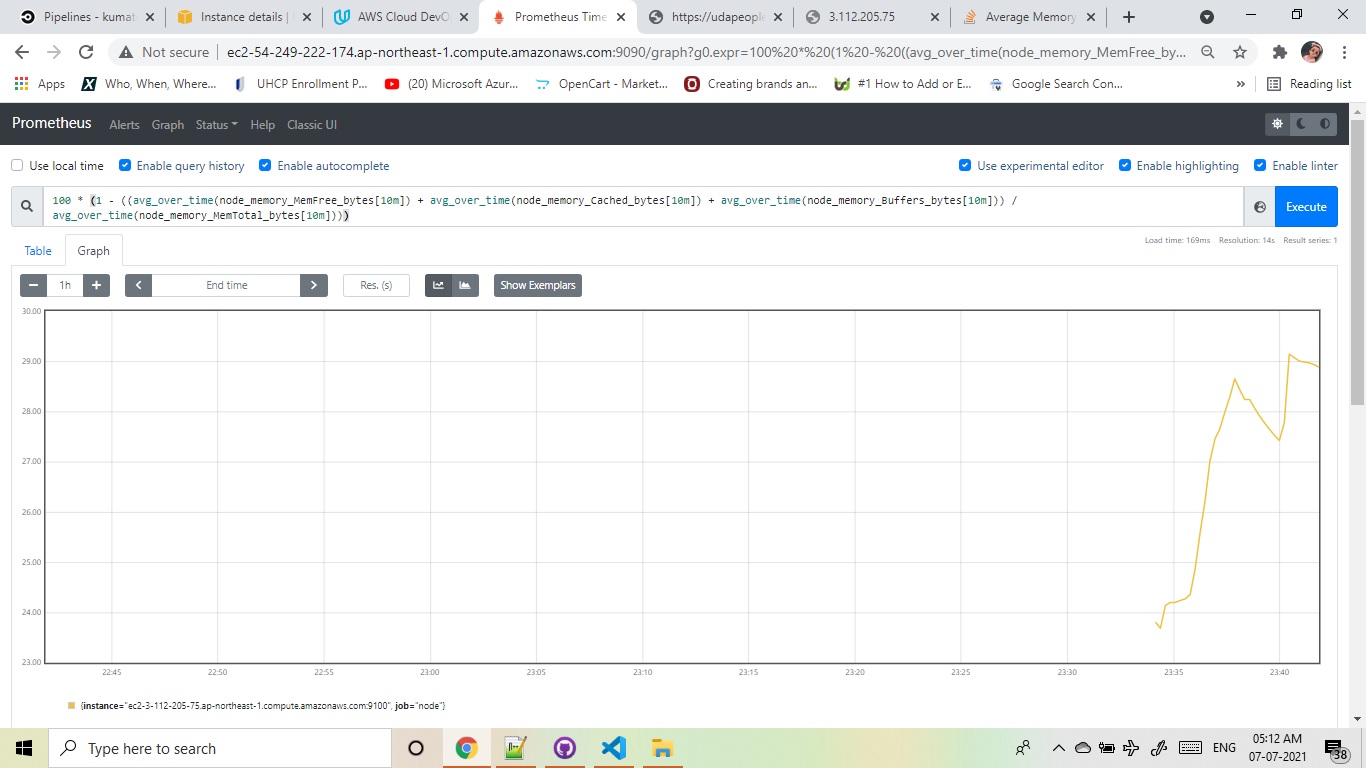 Pipelines - kumat
Instance details |
AWS Cloud DevO
Prometheus Time
https://udapeople
3.112.205.75
Average Memory
Not secure
ec2-54-249-222-174.ap-northeast-1.compute.amazonaws.com:9090/graph?g0.expr=100%20*%20(1%20-%20((avg_over_time(node_memory_MemFree_by...
Apps
Who, When, Where...
UHCP Enrollment P...
(20) Microsoft Azur...
OpenCart - Market...
Creating brands an...
#1 How to Add or E...
Google Search Con...
»
Reading list
Prometheus
Alerts
Graph
Status
Help
Classic UI
Use local time
Enable query history
Enable autocomplete
Use experimental editor
Enable highlighting
Enable linter
100 * (1 - ((avg_over_time(node_memory_MemFree_bytes[10m]) + avg_over_time(node_memory_Cached_bytes[10m]) + avg_over_time(node_memory_Buffers_bytes[10m])) /
avg_over_time(node_memory_MemTotal_bytes[10m])))
Execute
Load time: 169ms Resolution: 14s Result series: 1
Table
Graph
1h
End time
Res. (s)
Show Exemplars
30.00
29.00
28.00
27.00
26.00
25.00
24.00
23.00
22:45
22:50
22:55
23:00
23:05
23:10
23:15
23:20
23:25
23:30
23:35
23:40
{instance="ec2-3-112-205-75.ap-northeast-1.compute.amazonaws.com:9100", job="node"}
Type here to search
ENG
05:12 AM
07-07-2021
38